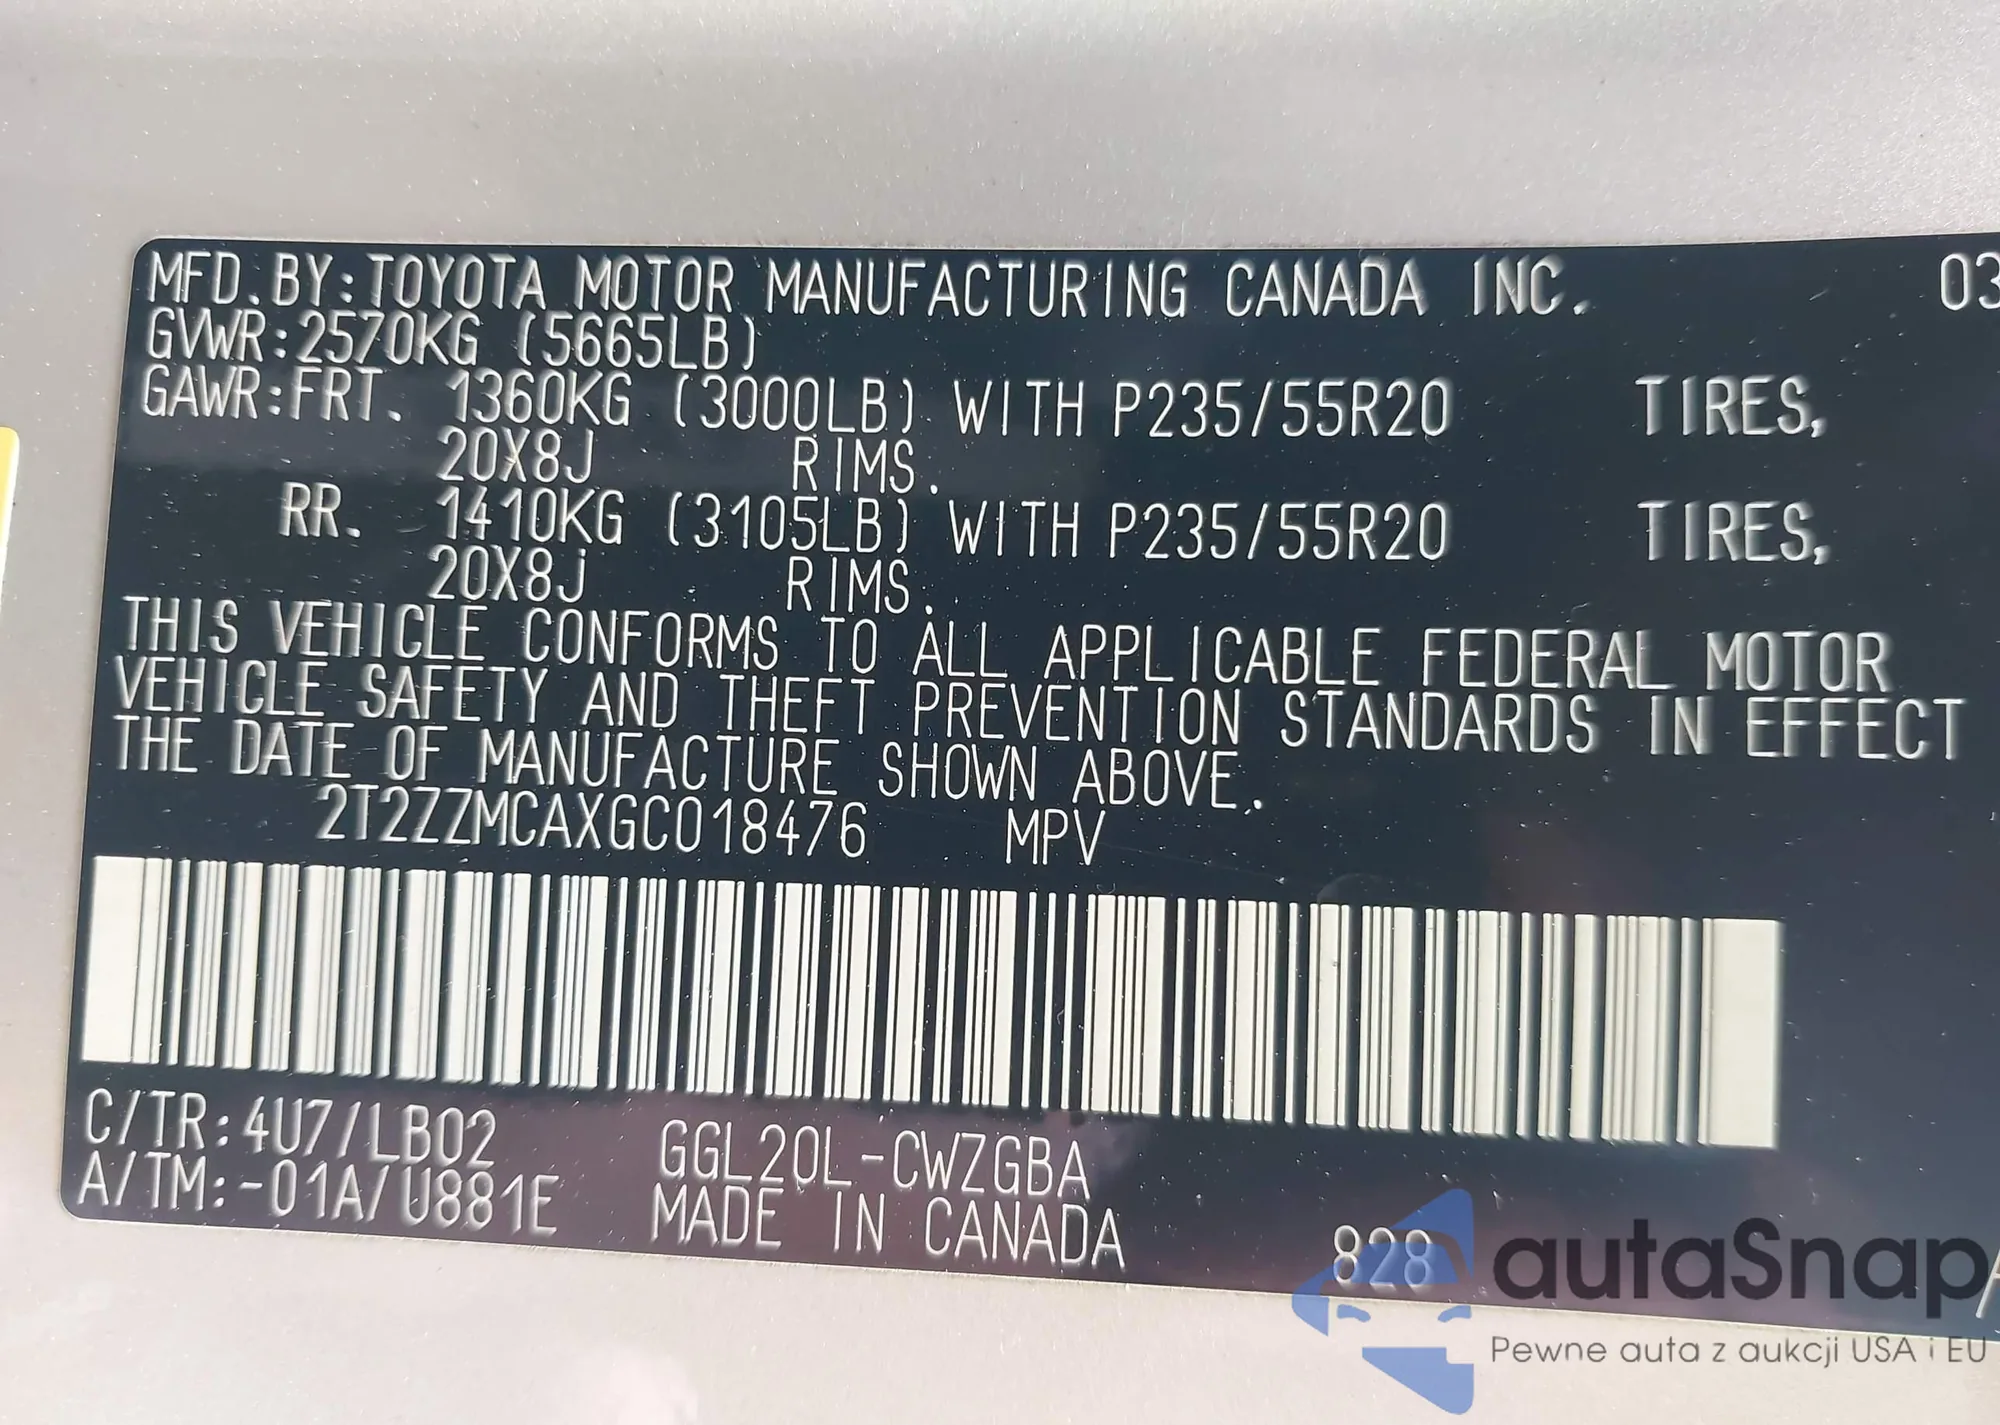 MFD.BY:TOYOTA MOTOR MANUFACTURING CANADA INC. 03
GVWR:2570KG (5665LB)
GAWR:FRT. 1360KG (3000LB) WITH P235/55R20 TIRES,
20X8J RIMS.
RR. 1410KG (3105LB) WITH P235/55R20 TIRES,
20X8J RIMS.
THIS VEHICLE CONFORMS TO ALL APPLICABLE FEDERAL MOTOR
VEHICLE SAFETY AND THEFT PREVENTION STANDARDS IN EFFECT
THE DATE OF MANUFACTURE SHOWN ABOVE.
2T2ZZMCAXGC018476 MPV
C/TR:4U7/LB02 GGL20L-CWZGBA
A/TM:-01A/U881E MADE IN CANADA 828
autaSnap
Pewne auta z aukcji USA i EU